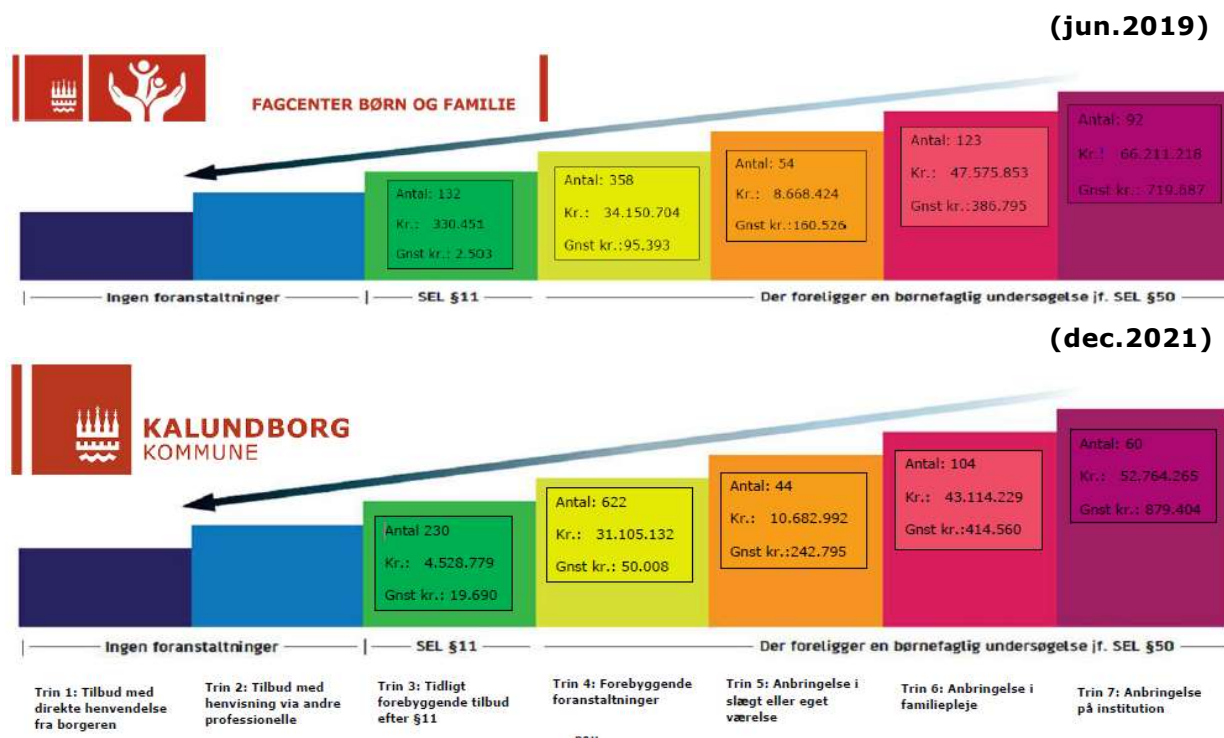 (jun.2019)
FAGCENTER BØRN OG FAMILIE
Antal: 132
Kr.: 330.451
Gnst kr.: 2.503
Antal: 358
Kr.: 34.150.704
Gnst kr.:95.393
Antal: 54
Kr.: 8.668.424
Gnst kr.:160.526
Antal: 123
Kr.: 47.575.853
Gnst kr.:386.795
Antal: 92
Kr.: 66.211.218
Gnst kr.: 719.687
Ingen foranstaltninger
SEL §11
Der foreligger en børnefaglig undersøgelse jf. SEL §50
(dec.2021)
KALUNDBORG
KOMMUNE
Antal 230
Kr.: 4.528.779
Gnst kr.: 19.690
Antal: 622
Kr.: 31.105.132
Gnst kr.: 50.008
Antal: 44
Kr.: 10.682.992
Gnst kr.:242.795
Antal: 104
Kr.: 43.114.229
Gnst kr.:414.560
Antal: 60
Kr.: 52.764.265
Gnst kr.: 879.404
Ingen foranstaltninger
SEL §11
Der foreligger en børnefaglig undersøgelse jf. SEL §50
Trin 1: Tilbud med
direkte henvendelse
fra borgeren
Trin 2: Tilbud med
henvisning via andre
professionelle
Trin 3: Tidligt
forebyggende tilbud
efter §11
Trin 4: Forebyggende
foranstaltninger
Trin 5: Anbringelse i
slægt eller eget
værelse
Trin 6: Anbringelse i
familiepleje
Trin 7: Anbringelse
på institution